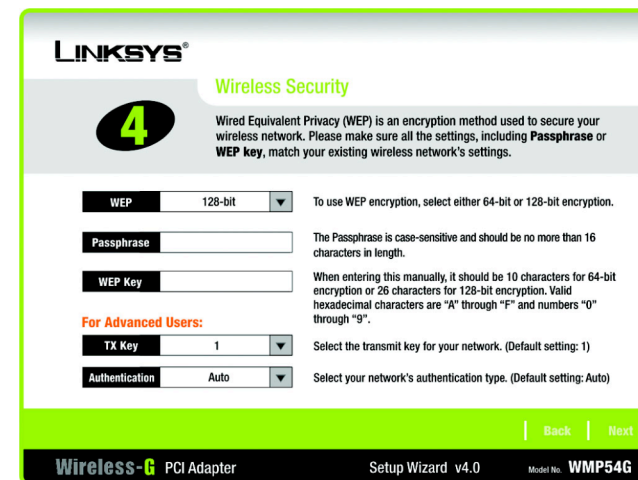 LINKSYS®
Wireless Security
4
Wired Equivalent Privacy (WEP) is an encryption method used to secure your
wireless network. Please make sure all the settings, including Passphrase or
WEP key, match your existing wireless network's settings.
WEP 128-bit To use WEP encryption, select either 64-bit or 128-bit encryption.
Passphrase The Passphrase is case-sensitive and should be no more than 16
characters in length.
WEP Key When entering this manually, it should be 10 characters for 64-bit
encryption or 26 characters for 128-bit encryption. Valid
hexadecimal characters are “A” through “F” and numbers “0”
through “9”.
For Advanced Users:
TX Key 1 Select the transmit key for your network. (Default setting: 1)
Authentication Auto Select your network's authentication type. (Default setting: Auto)
Back Next
Wireless-G PCI Adapter Setup Wizard v4.0 Model No. WMP54G